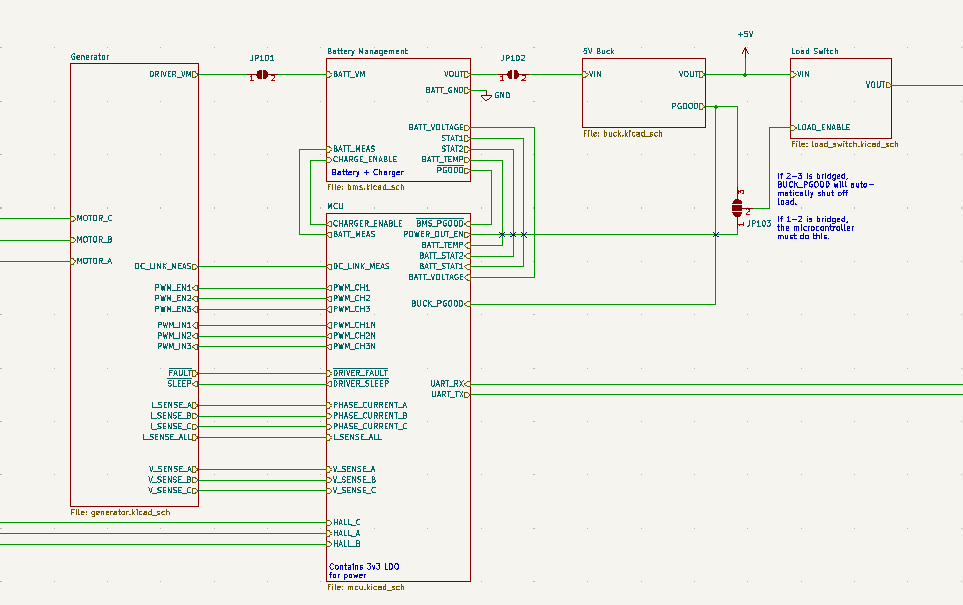 Generator
DRIVER_VM
MOTOR_C
MOTOR_B
MOTOR_A
DC_LINK_MEAS
PWM_EN1
PWM_EN2
PWM_EN3
PWM_IN1
PWM_IN2
PWM_IN3
FAULT
SLEEP
I_SENSE_A
I_SENSE_B
I_SENSE_C
I_SENSE_ALL
V_SENSE_A
V_SENSE_B
V_SENSE_C
File: generator.kicad_sch
JP101
1 2
Battery Management
BATT_VM
VOUT
BATT_GND
GND
BATT_VOLTAGE
STAT1
STAT2
BATT_TEMP
PGOOD
BATT_MEAS
CHARGE_ENABLE
Battery + Charger
File: bms.kicad_sch
MCU
CHARGER_ENABLE
BATT_MEAS
BMS_PGOOD
POWER_OUT_EN
BATT_TEMP
BATT_STAT2
BATT_STAT1
BATT_VOLTAGE
BUCK_PGOOD
DC_LINK_MEAS
PWM_CH1
PWM_CH2
PWM_CH3
PWM_CH1N
PWM_CH2N
PWM_CH3N
DRIVER_FAULT
DRIVER_SLEEP
UART_RX
UART_TX
PHASE_CURRENT_A
PHASE_CURRENT_B
PHASE_CURRENT_C
I_SENSE_ALL
V_SENSE_A
V_SENSE_B
V_SENSE_C
HALL_C
HALL_A
HALL_B
Contains 3v3 LDO
for power
File: mcu.kicad_sch
JP102
1 2
5V Buck
VIN
VOUT
PGOOD
File: buck.kicad_sch
+5V
Load Switch
VIN
VOUT
LOAD_ENABLE
File: load_switch.kicad_sch
3
2
1
JP103
If 2-3 is bridged,
BUCK_PGOOD will auto-
matically shut off
load.
If 1-2 is bridged,
the microcontroller
must do this.